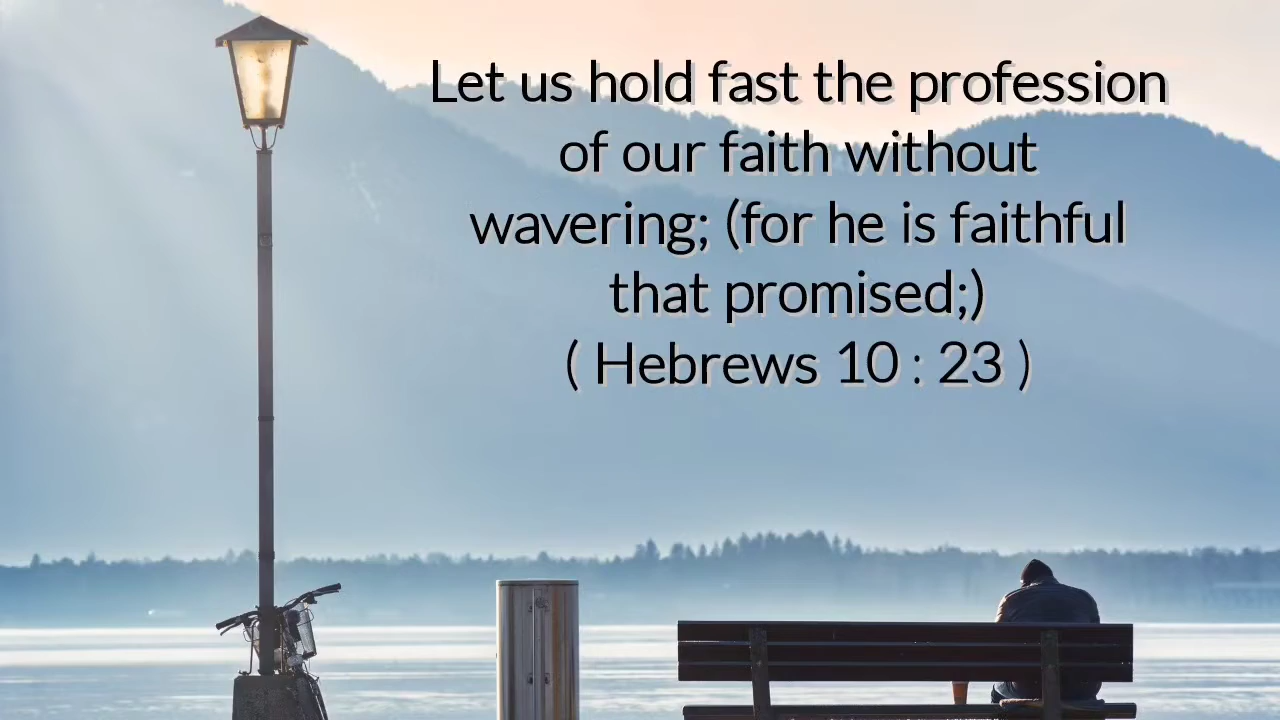 Let us hold fast the profession
of our faith without
wavering; (for he is faithful
that promised;)
( Hebrews 10 : 23 )